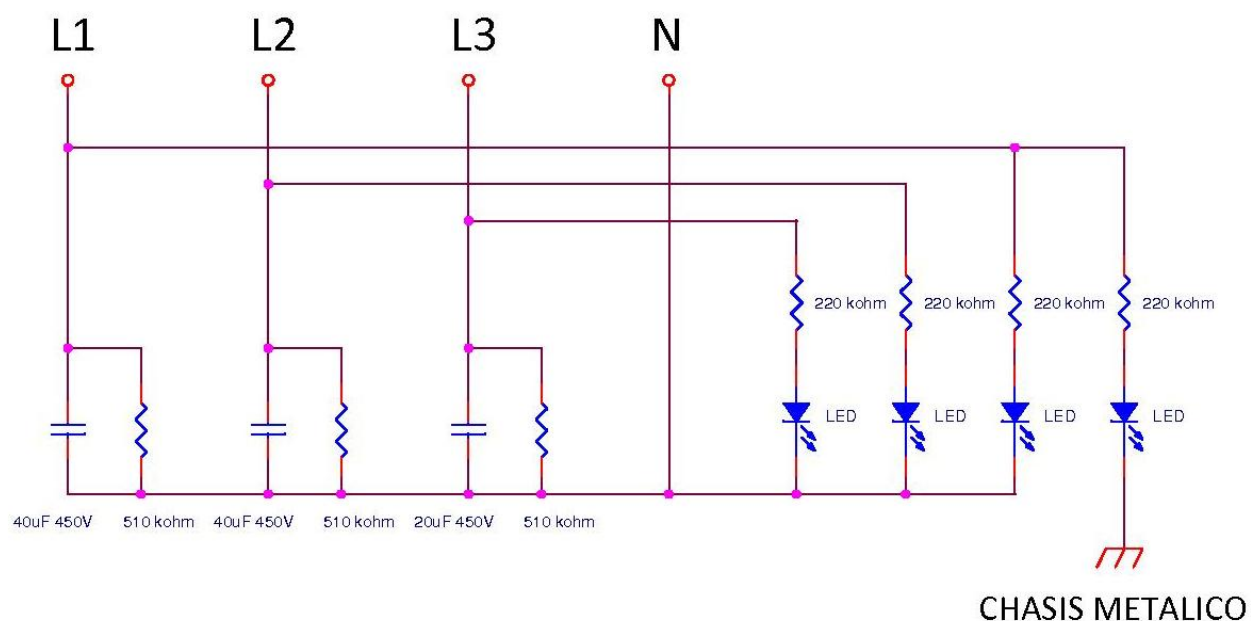 L1 L2 L3 N
220 kohm 220 kohm 220 kohm 220 kohm
LED LED LED LED
40uF 450V 510 kohm 40uF 450V 510 kohm 20uF 450V 510 kohm
CHASIS METALICO